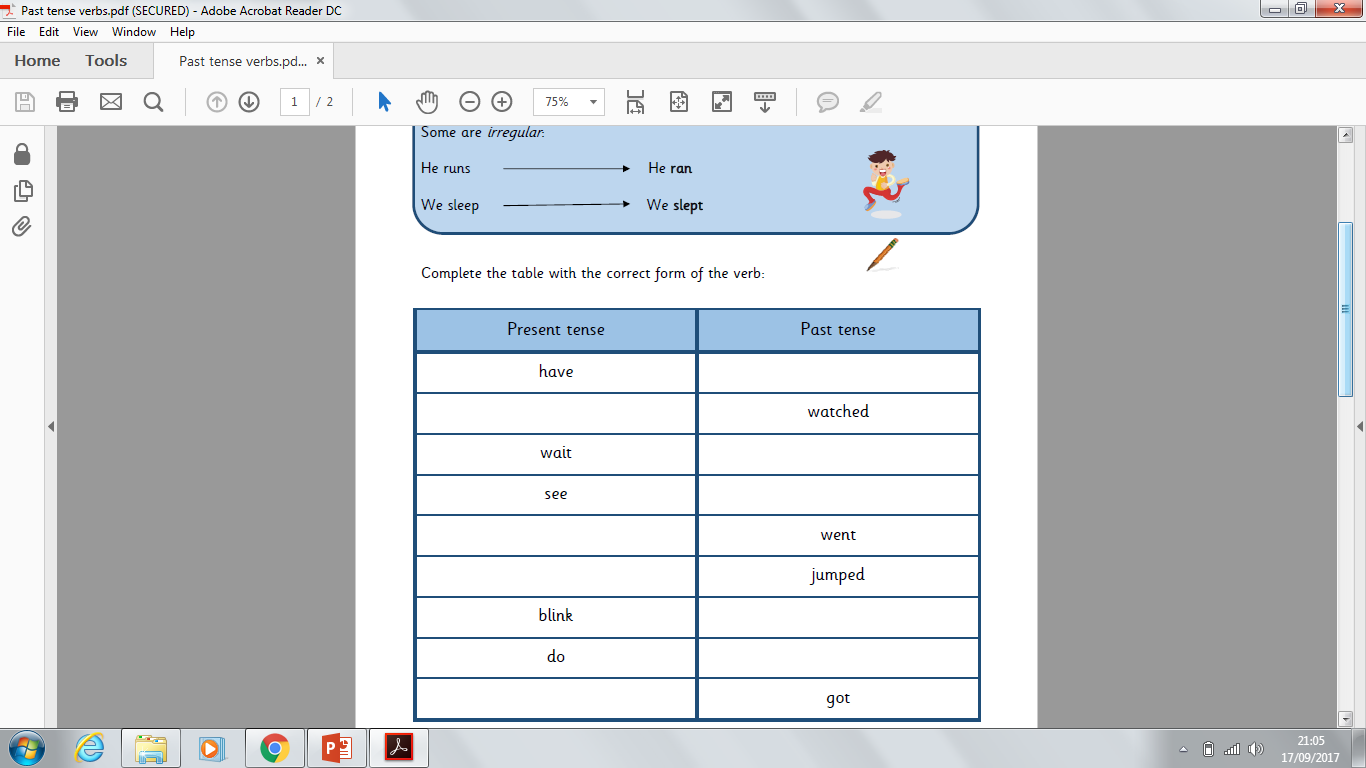 Past tense verbs.pdf (SECURED) - Adobe Acrobat Reader DC
File Edit View Window Help
Home Tools Past tense verbs.pd... ×
1 / 2 75%
Some are irregular:
He runs He ran
We sleep We slept
Complete the table with the correct form of the verb:
Present tense Past tense
have
watched
wait
see
went
jumped
blink
do
got
21:05
17/09/2017